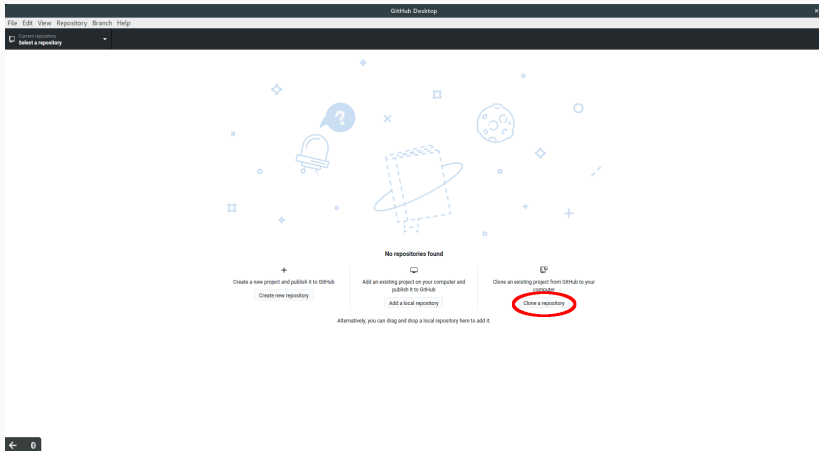 GitHub Desktop
×
File Edit View Repository Branch Help
Current repository
Select a repository
?
No repositories found
Create a new project and publish it to GitHub
Create new repository
Add an existing project on your computer and
publish it to GitHub
Add a local repository
Clone an existing project from GitHub to your
computer
Clone a repository
Alternatively, you can drag and drop a local repository here to add it.